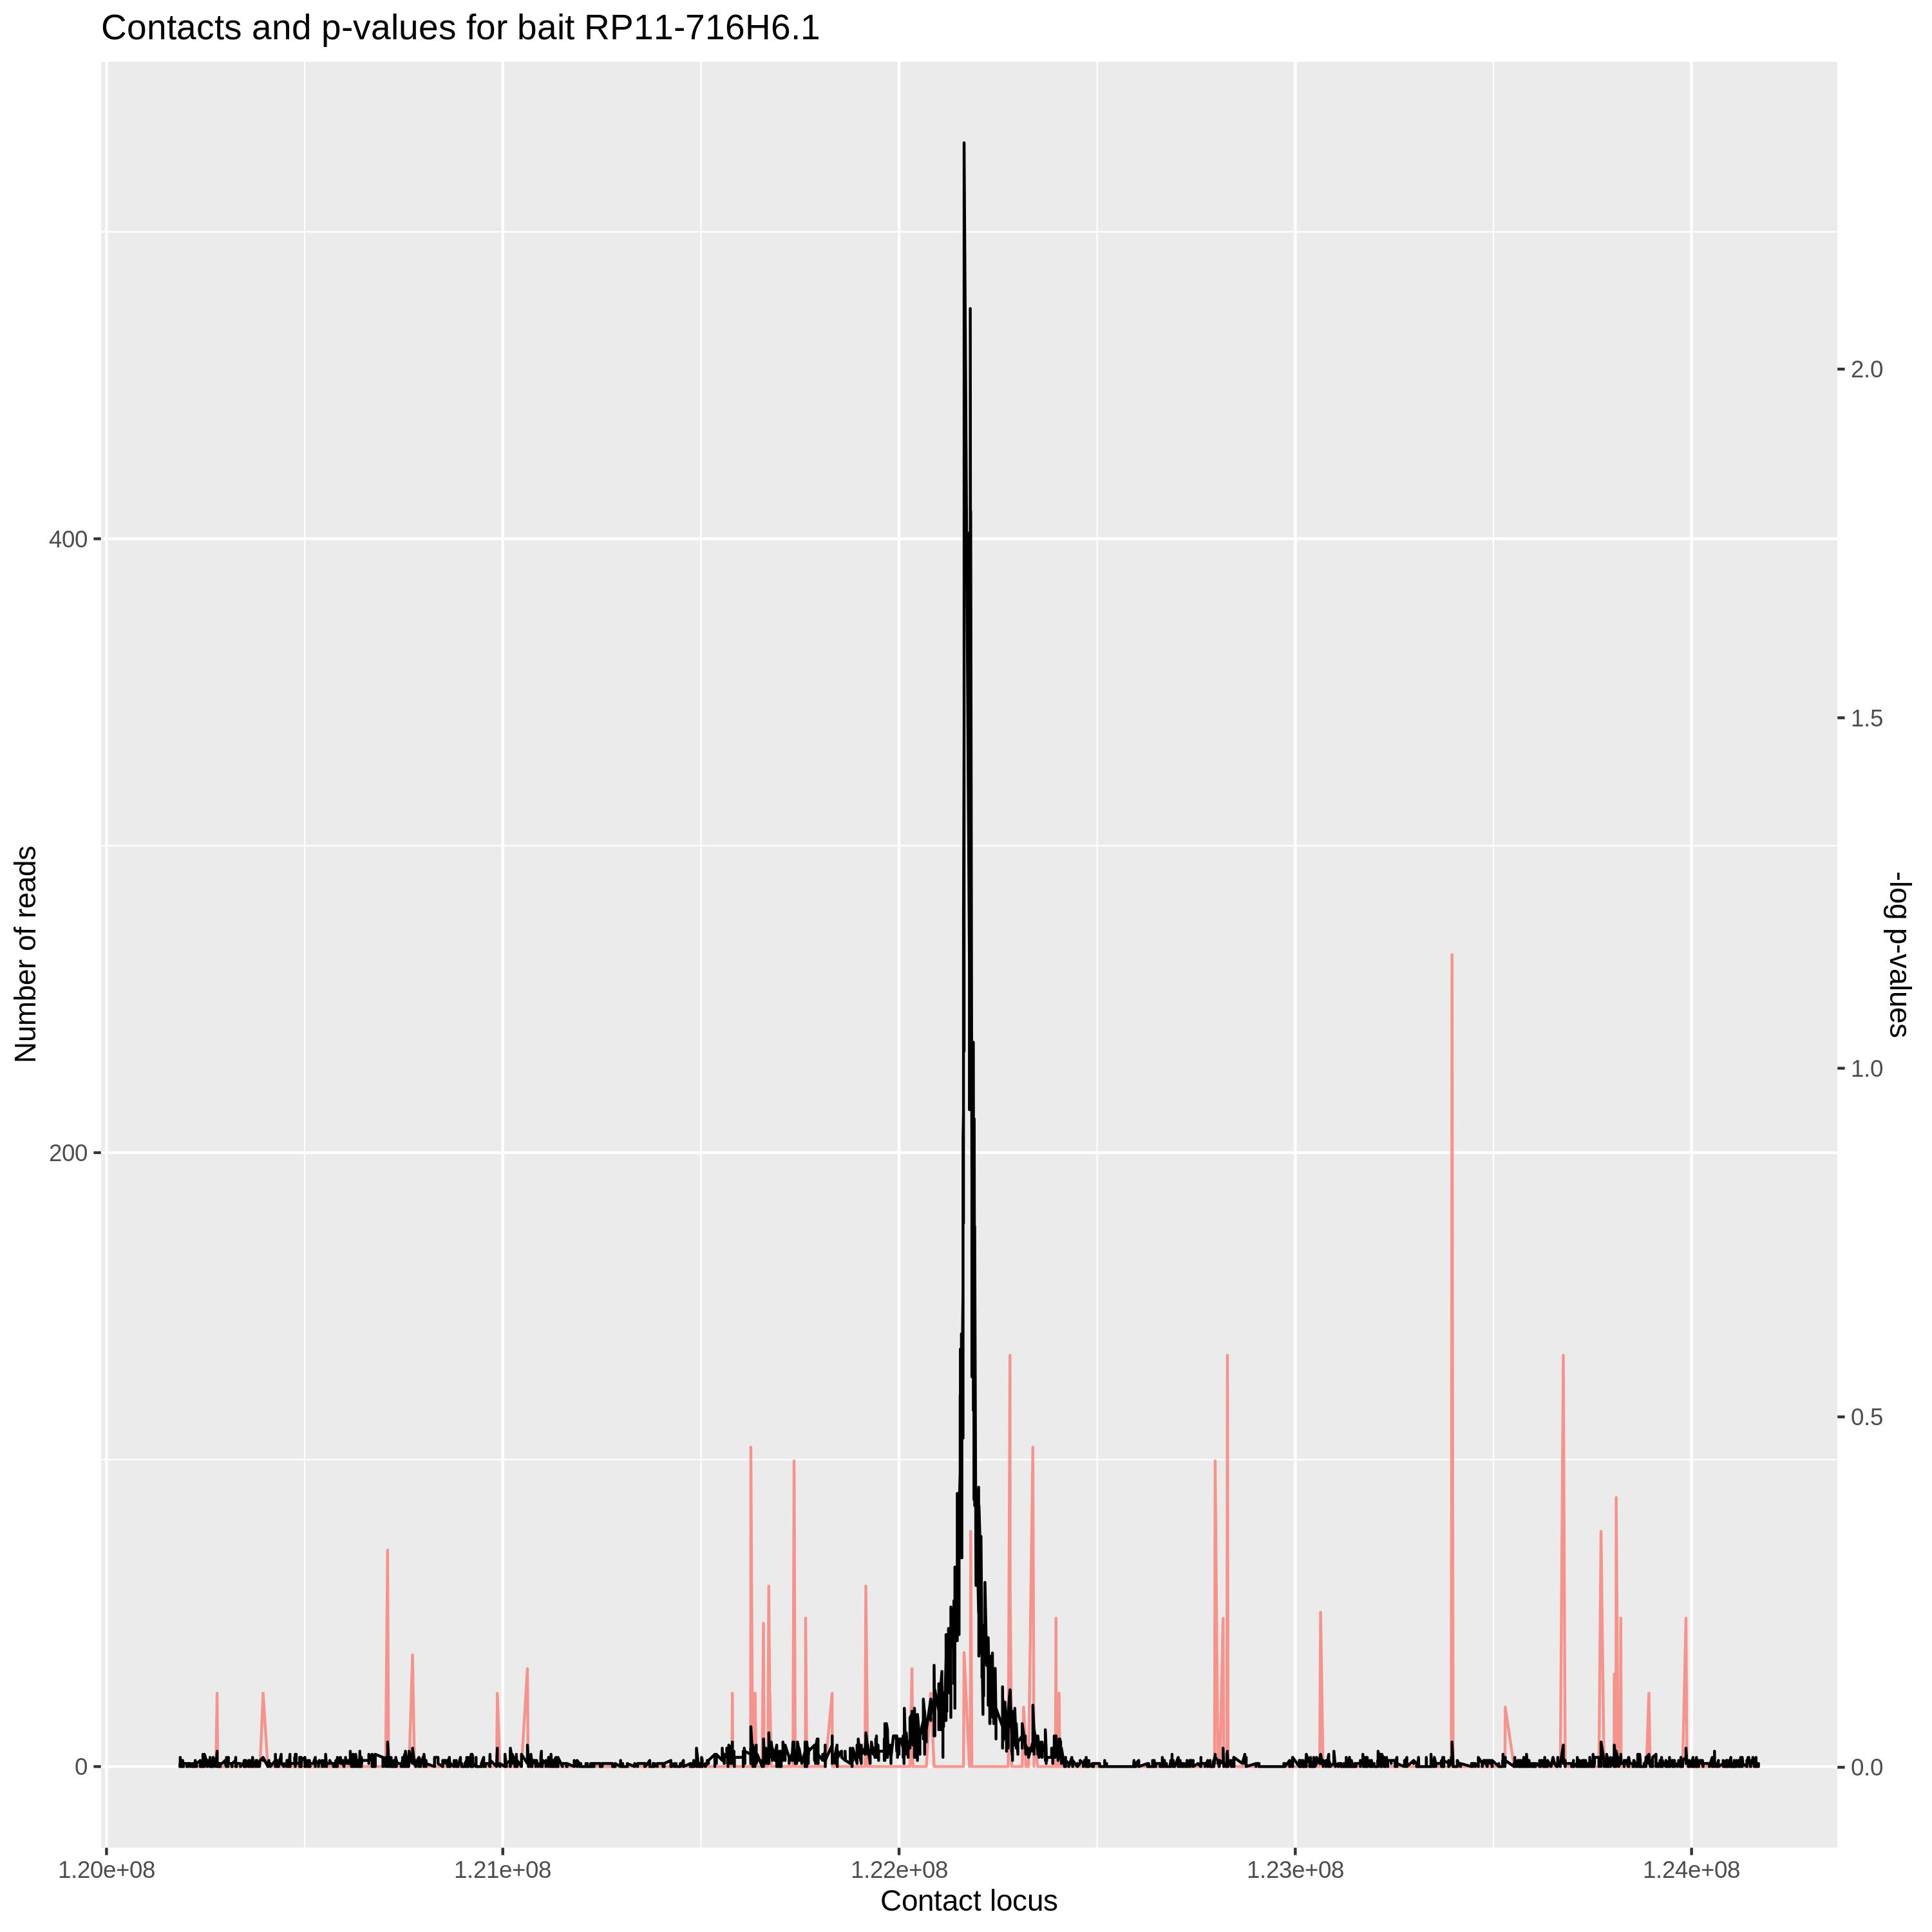 Contacts and p-values for bait RP11-716H6.1
Number of reads
400
200
0
2.0
1.5
1.0
0.5
0.0
-log p-values
1.20e+08 1.21e+08 1.22e+08 1.23e+08 1.24e+08
Contact locus